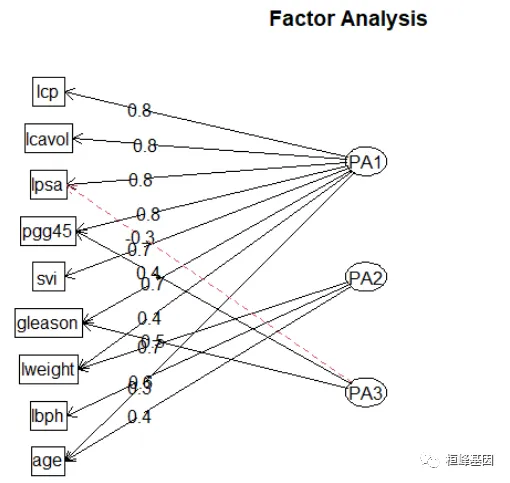 Factor Analysis
lcp
0.8
lcavol
0.8
PA1
lpsa
0.8
0.8
pgg45
-0.3
0.7
svi
0.4
PA2
0.7
gleason
0.4
0.5
0.7
lweight
0.6
0.3
PA3
lbph
0.4
age
桓峰基因